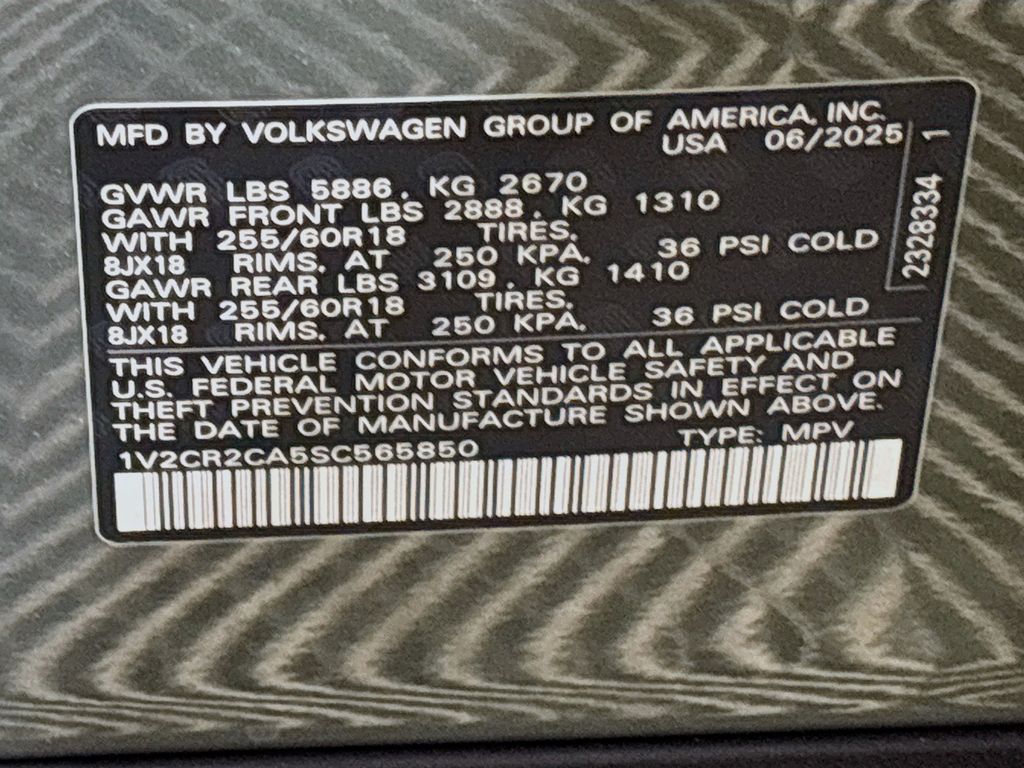 MFD BY VOLKSWAGEN GROUP OF AMERICA, INC.
USA 06/2025
GVWR LBS 5886. KG 2670
GAWR FRONT LBS 2888. KG 1310
WITH 255/60R18 TIRES.
8JX18 RIMS. AT 250 KPA. 36 PSI COLD
GAWR REAR LBS 3109. KG 1410
WITH 255/60R18 TIRES.
8JX18 RIMS. AT 250 KPA. 36 PSI COLD
THIS VEHICLE CONFORMS TO ALL APPLICABLE
U.S. FEDERAL MOTOR VEHICLE SAFETY AND
THEFT PREVENTION STANDARDS IN EFFECT ON
THE DATE OF MANUFACTURE SHOWN ABOVE.
1V2CR2CA5SC565850 TYPE: MPV
2328334 1